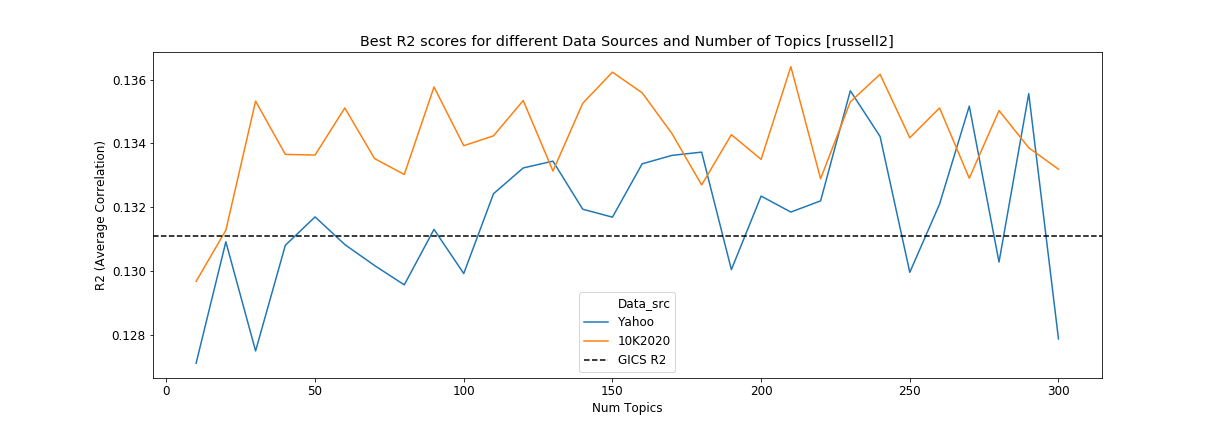 Best R2 scores for different Data Sources and Number of Topics [russell2]
R2 (Average Correlation)
0.136
0.134
0.132
0.130
0.128
Data_src
Yahoo
10K2020
GICS R2
0 50 100 150 200 250 300
Num Topics